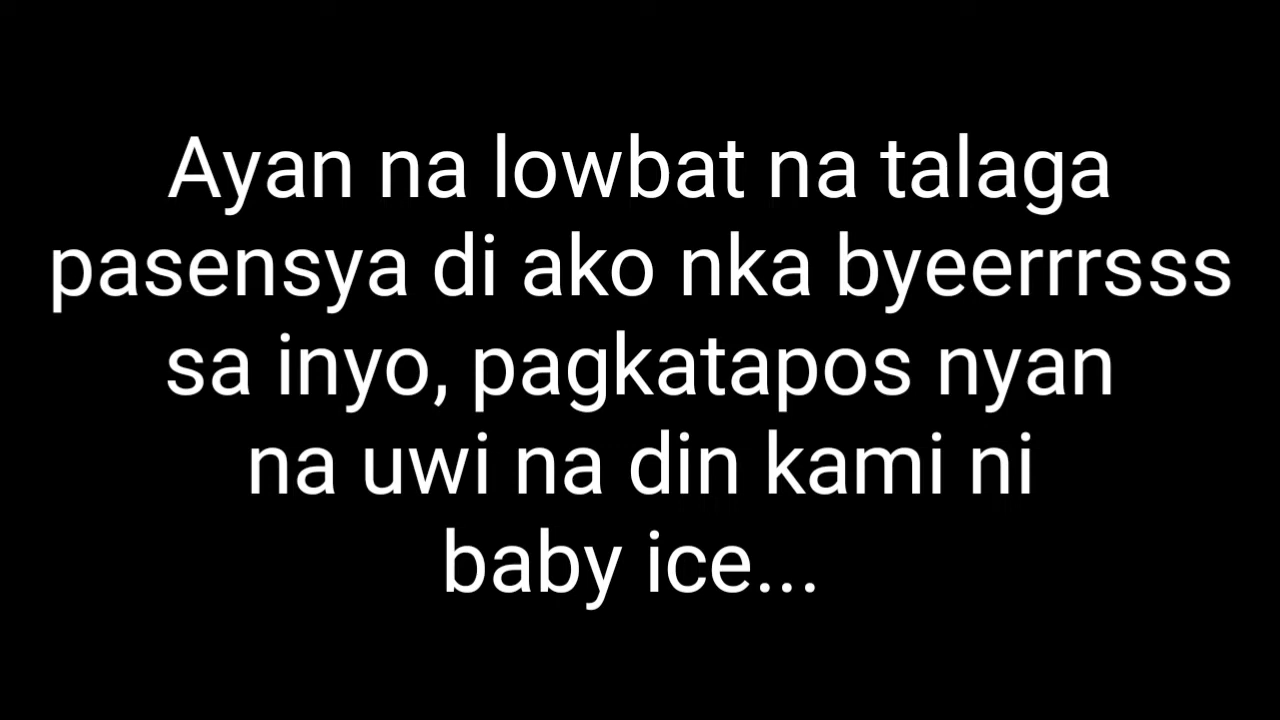 Ayan na lowbat na talaga
pasensya di ako nka byeerrrsss
sa inyo, pagkatapos nyan
na uwi na din kami ni
baby ice...